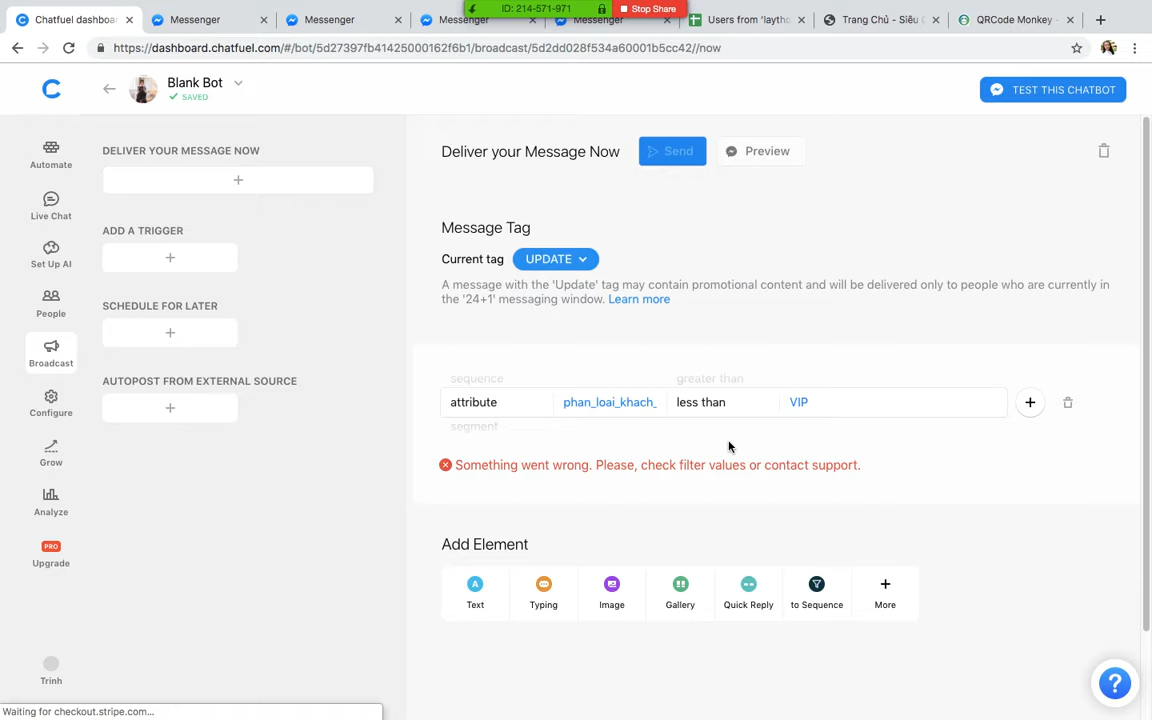 Chatfuel dashboa
Messenger
Messenger
Messenger
Messenger
ID: 214-571-971
Stop Share
Users from 'laytho
Trang Chủ - Siêu
QRCode Monkey -
https://dashboard.chatfuel.com/#/bot/5d27397fb41425000162f6b1/broadcast/5d2dd028f534a60001b5cc42//now
Blank Bot
SAVED
TEST THIS CHATBOT
Automate
Live Chat
Set Up AI
People
Broadcast
Configure
Grow
Analyze
PRO
Upgrade
Trinh
DELIVER YOUR MESSAGE NOW
ADD A TRIGGER
SCHEDULE FOR LATER
AUTOPOST FROM EXTERNAL SOURCE
Deliver your Message Now
Send
Preview
Message Tag
Current tag
UPDATE
A message with the 'Update' tag may contain promotional content and will be delivered only to people who are currently in
the '24+1' messaging window. Learn more
sequence
greater than
attribute
phan_loai_khach_
less than
VIP
segment
Something went wrong. Please, check filter values or contact support.
Add Element
A
Text
Typing
Image
Gallery
Quick Reply
to Sequence
More
?
Waiting for checkout.stripe.com...